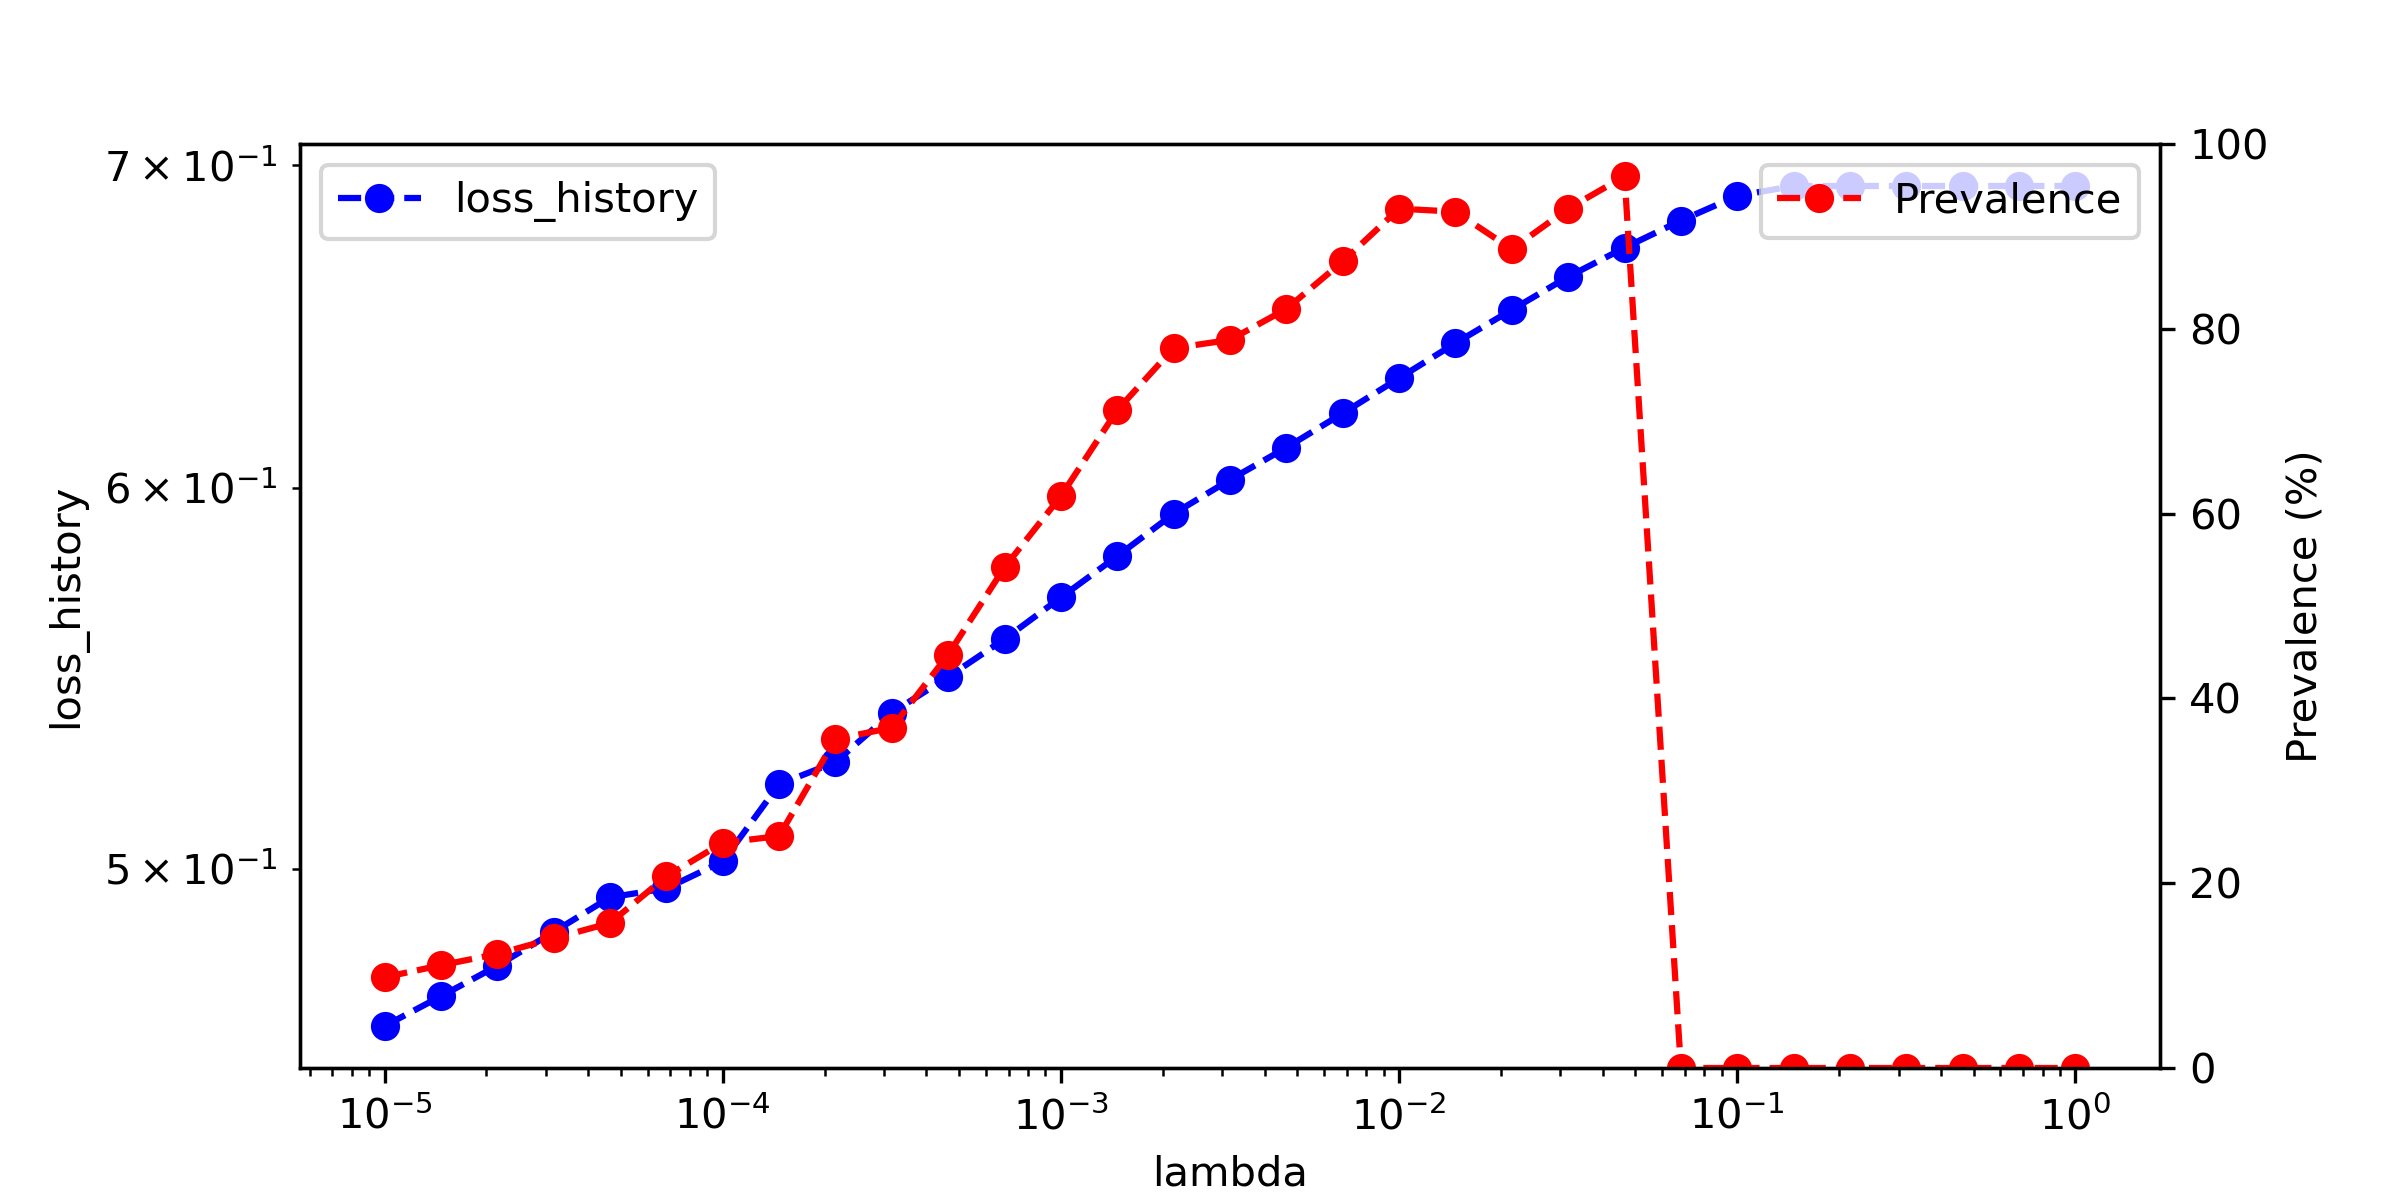 loss_history
Prevalence
7 × 10⁻¹
6 × 10⁻¹
5 × 10⁻¹
loss_history
100
80
60
40
20
0
Prevalence (%)
10⁻⁵ 10⁻⁴ 10⁻³ 10⁻² 10⁻¹ 10⁰
lambda